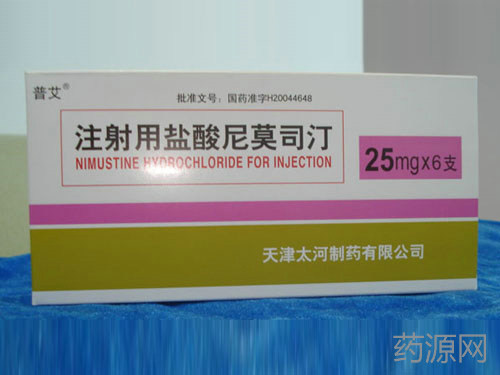 普艾®
批准文号：国药准字H20044648
注射用盐酸尼莫司汀
NIMUSTINE HYDROCHLORIDE FOR INJECTION
25mg×6支
天津太河制药有限公司
药源网